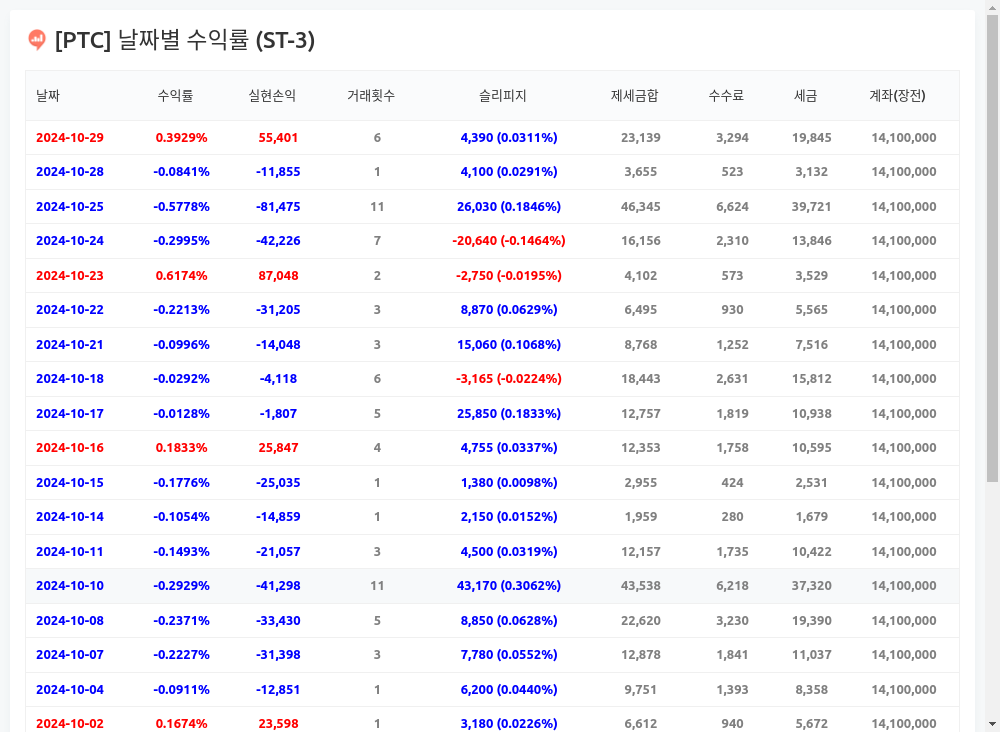 [PTC] 날짜별 수익률 (ST-3)
날짜 수익률 실현손익 거래횟수 슬리피지 제세금합 수수료 세금 계좌(장전)
2024-10-29 0.3929% 55,401 6 4,390 (0.0311%) 23,139 3,294 19,845 14,100,000
2024-10-28 -0.0841% -11,855 1 4,100 (0.0291%) 3,655 523 3,132 14,100,000
2024-10-25 -0.5778% -81,475 11 26,030 (0.1846%) 46,345 6,624 39,721 14,100,000
2024-10-24 -0.2995% -42,226 7 -20,640 (-0.1464%) 16,156 2,310 13,846 14,100,000
2024-10-23 0.6174% 87,048 2 -2,750 (-0.0195%) 4,102 573 3,529 14,100,000
2024-10-22 -0.2213% -31,205 3 8,870 (0.0629%) 6,495 930 5,565 14,100,000
2024-10-21 -0.0996% -14,048 3 15,060 (0.1068%) 8,768 1,252 7,516 14,100,000
2024-10-18 -0.0292% -4,118 6 -3,165 (-0.0224%) 18,443 2,631 15,812 14,100,000
2024-10-17 -0.0128% -1,807 5 25,850 (0.1833%) 12,757 1,819 10,938 14,100,000
2024-10-16 0.1833% 25,847 4 4,755 (0.0337%) 12,353 1,758 10,595 14,100,000
2024-10-15 -0.1776% -25,035 1 1,380 (0.0098%) 2,955 424 2,531 14,100,000
2024-10-14 -0.1054% -14,859 1 2,150 (0.0152%) 1,959 280 1,679 14,100,000
2024-10-11 -0.1493% -21,057 3 4,500 (0.0319%) 12,157 1,735 10,422 14,100,000
2024-10-10 -0.2929% -41,298 11 43,170 (0.3062%) 43,538 6,218 37,320 14,100,000
2024-10-08 -0.2371% -33,430 5 8,850 (0.0628%) 22,620 3,230 19,390 14,100,000
2024-10-07 -0.2227% -31,398 3 7,780 (0.0552%) 12,878 1,841 11,037 14,100,000
2024-10-04 -0.0911% -12,851 1 6,200 (0.0440%) 9,751 1,393 8,358 14,100,000
2024-10-02 0.1674% 23,598 1 3,180 (0.0226%) 6,612 940 5,672 14,100,000